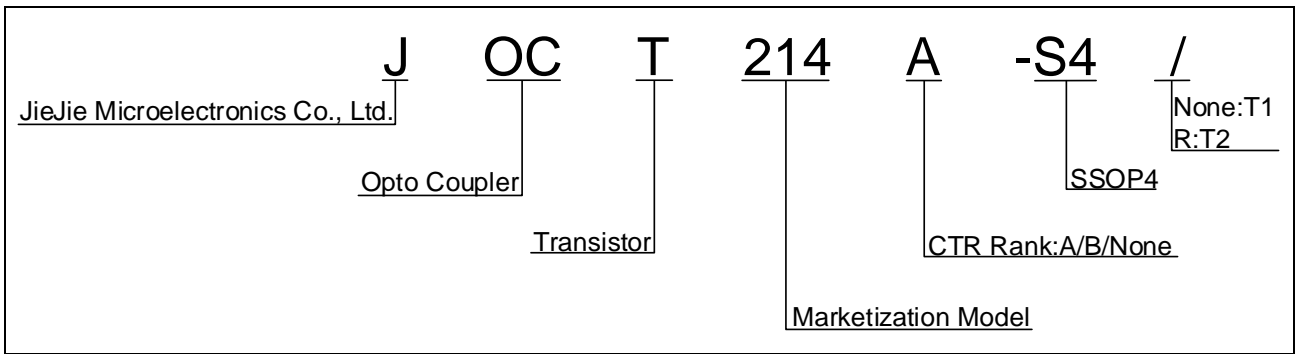 J OC T 214 A -S4 /
JieJie Microelectronics Co., Ltd.
None:T1
R:T2
Opto Coupler
SSOP4
Transistor
CTR Rank:A/B/None
Marketization Model